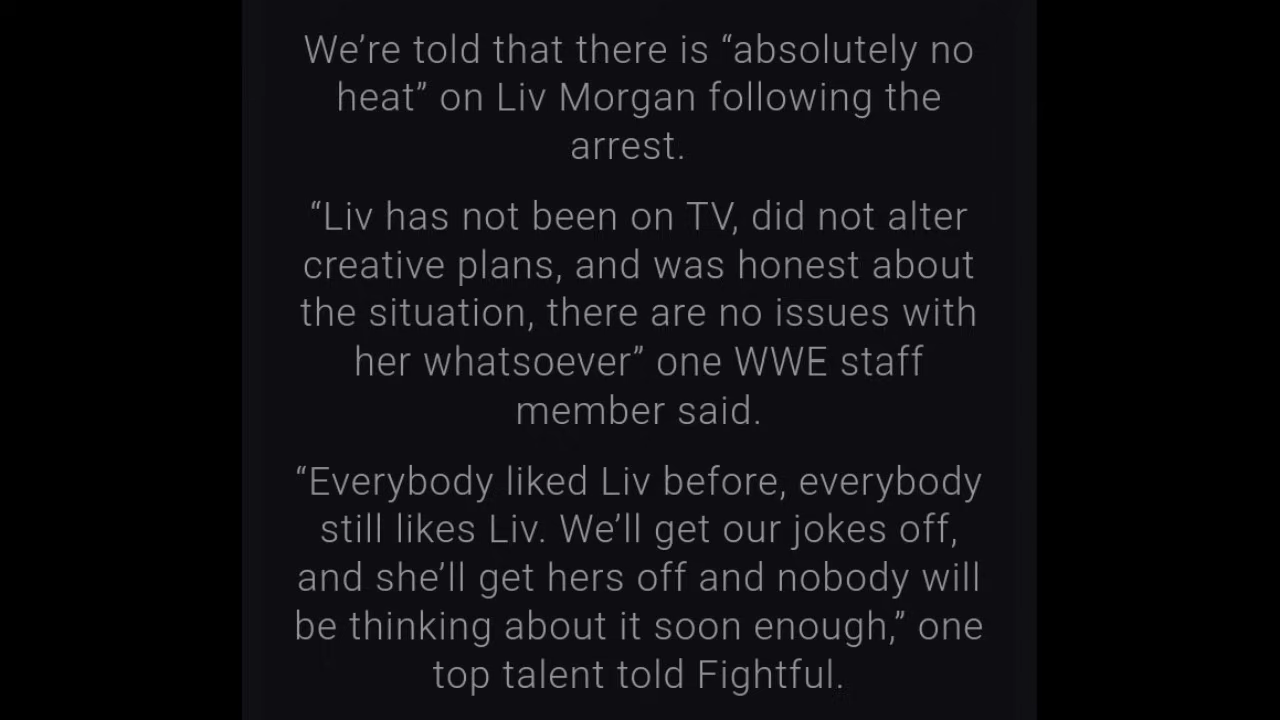 We’re told that there is “absolutely no
heat” on Liv Morgan following the
arrest.
“Liv has not been on TV, did not alter
creative plans, and was honest about
the situation, there are no issues with
her whatsoever” one WWE staff
member said.
“Everybody liked Liv before, everybody
still likes Liv. We’ll get our jokes off,
and she’ll get hers off and nobody will
be thinking about it soon enough,” one
top talent told Fightful.